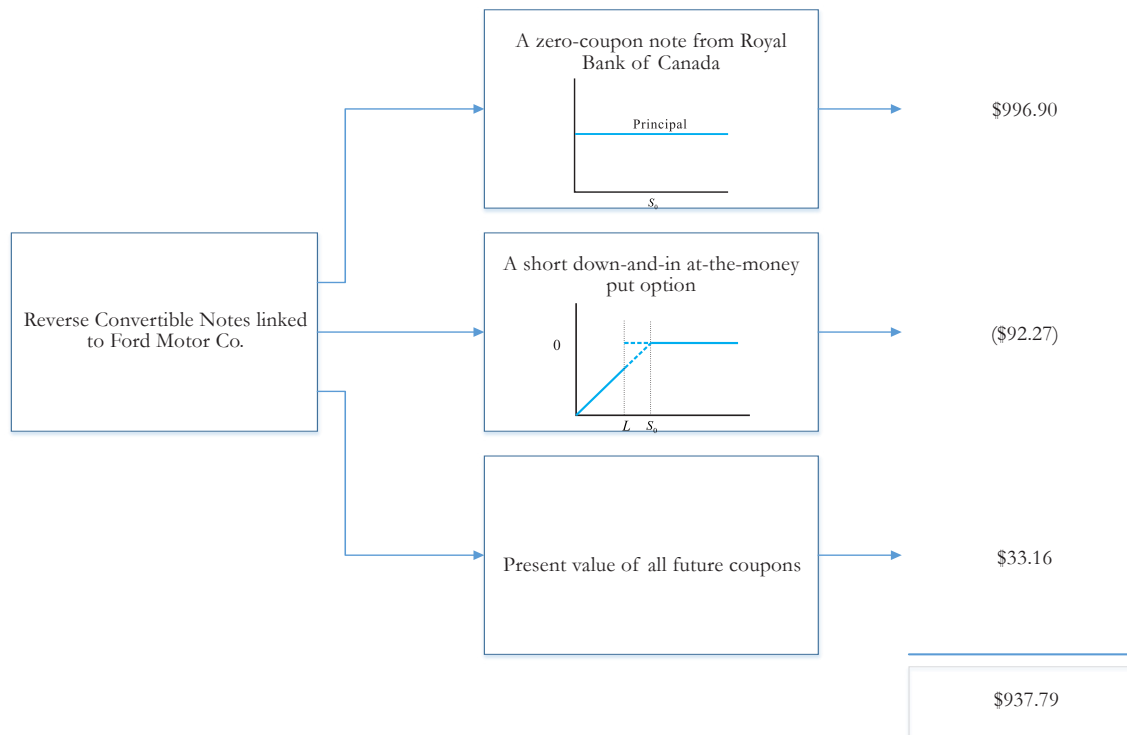 A zero-coupon note from Royal
Bank of Canada
Principal
S₀
$996.90
Reverse Convertible Notes linked
to Ford Motor Co.
A short down-and-in at-the-money
put option
0
L S₀
($92.27)
Present value of all future coupons
$33.16
$937.79